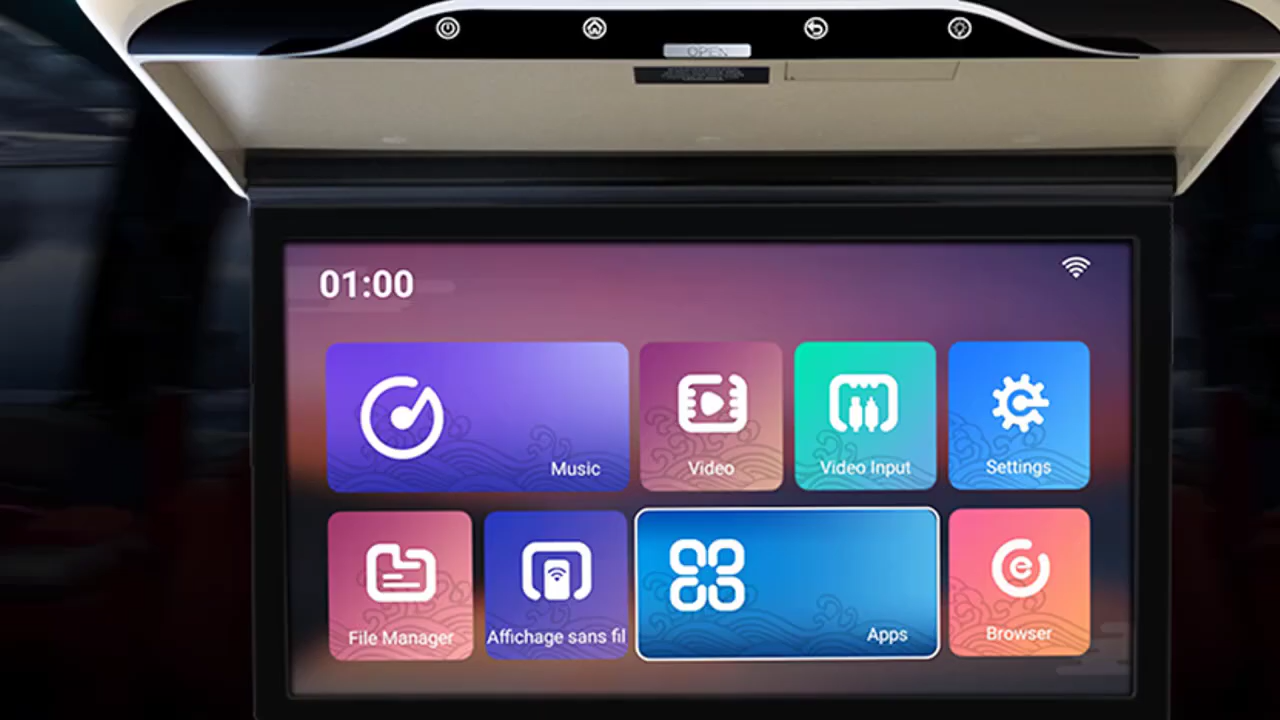 OPEN
01:00
Music
Video
Video Input
Settings
File Manager
Affichage sans fil
Apps
Browser